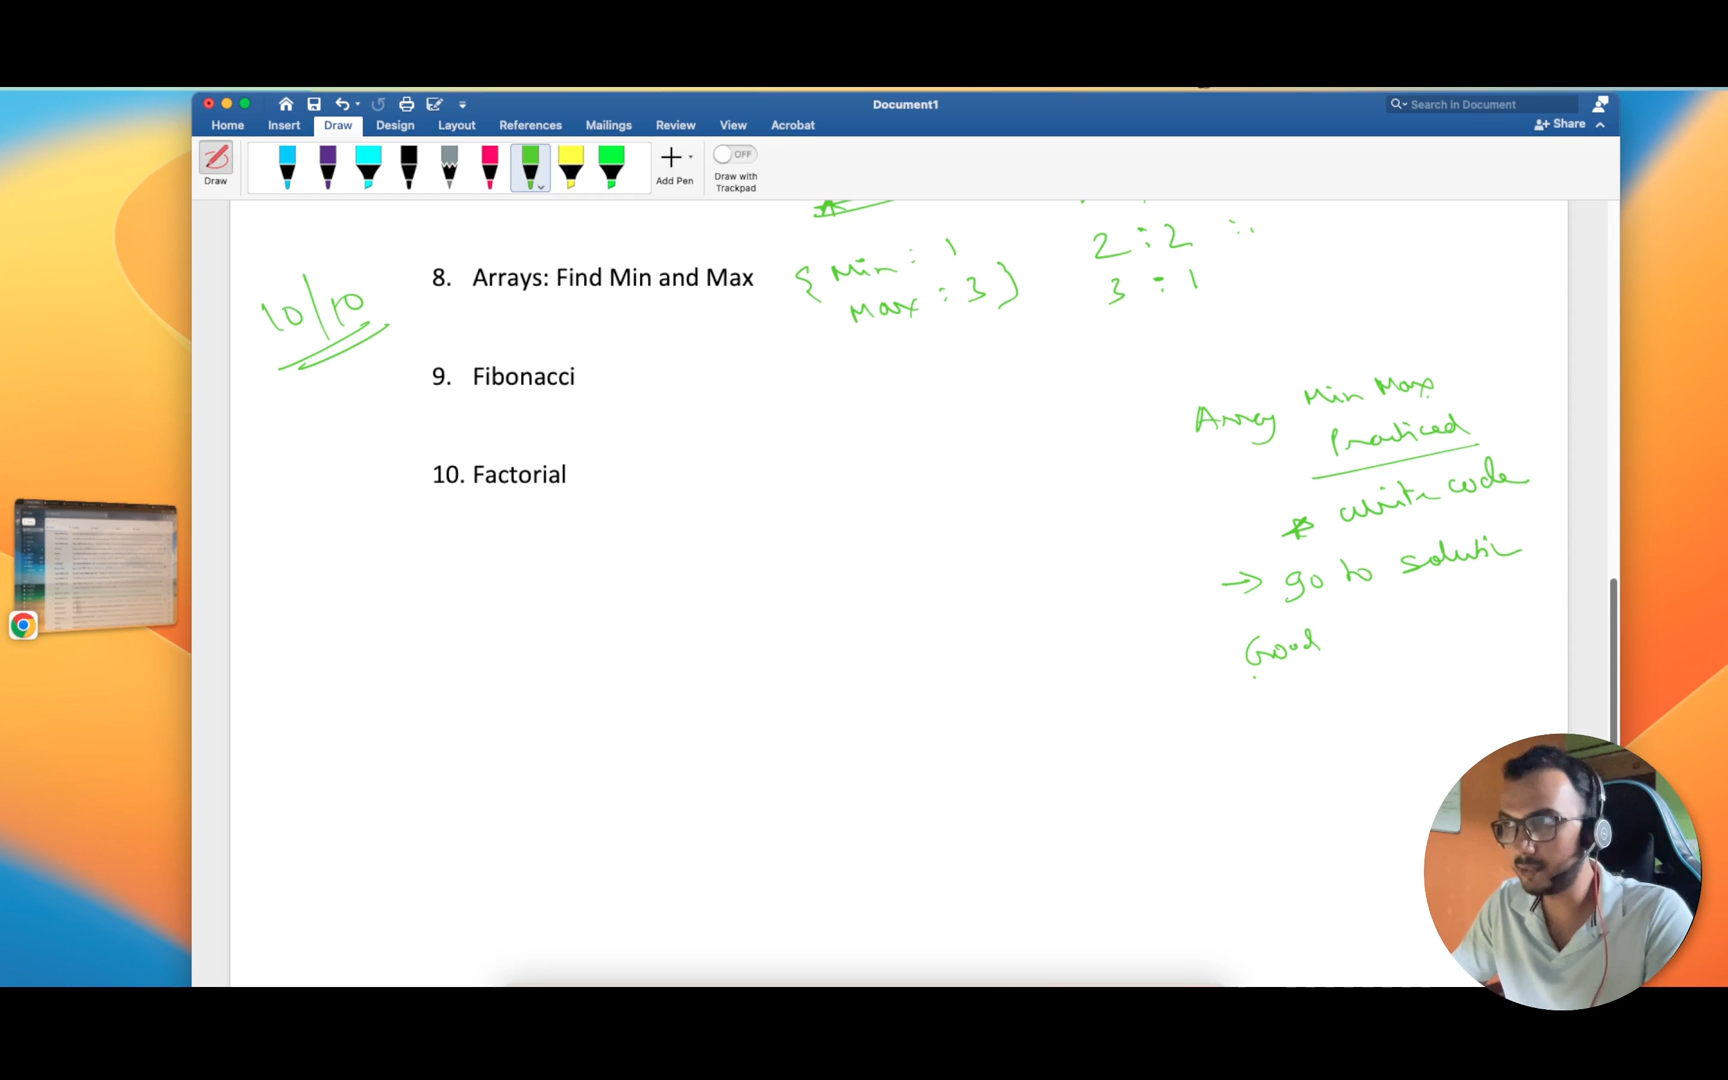 Document1
Search in Document
Home Insert Draw Design Layout References Mailings Review View Acrobat
Share
Draw
Add Pen
OFF
Draw with
Trackpad
2 : 2
3 : 1
8. Arrays: Find Min and Max
{ Min : 1
Max : 3 }
10/10
9. Fibonacci
10. Factorial
Array Min Max
Practiced
write code
→ go to soluti
Good